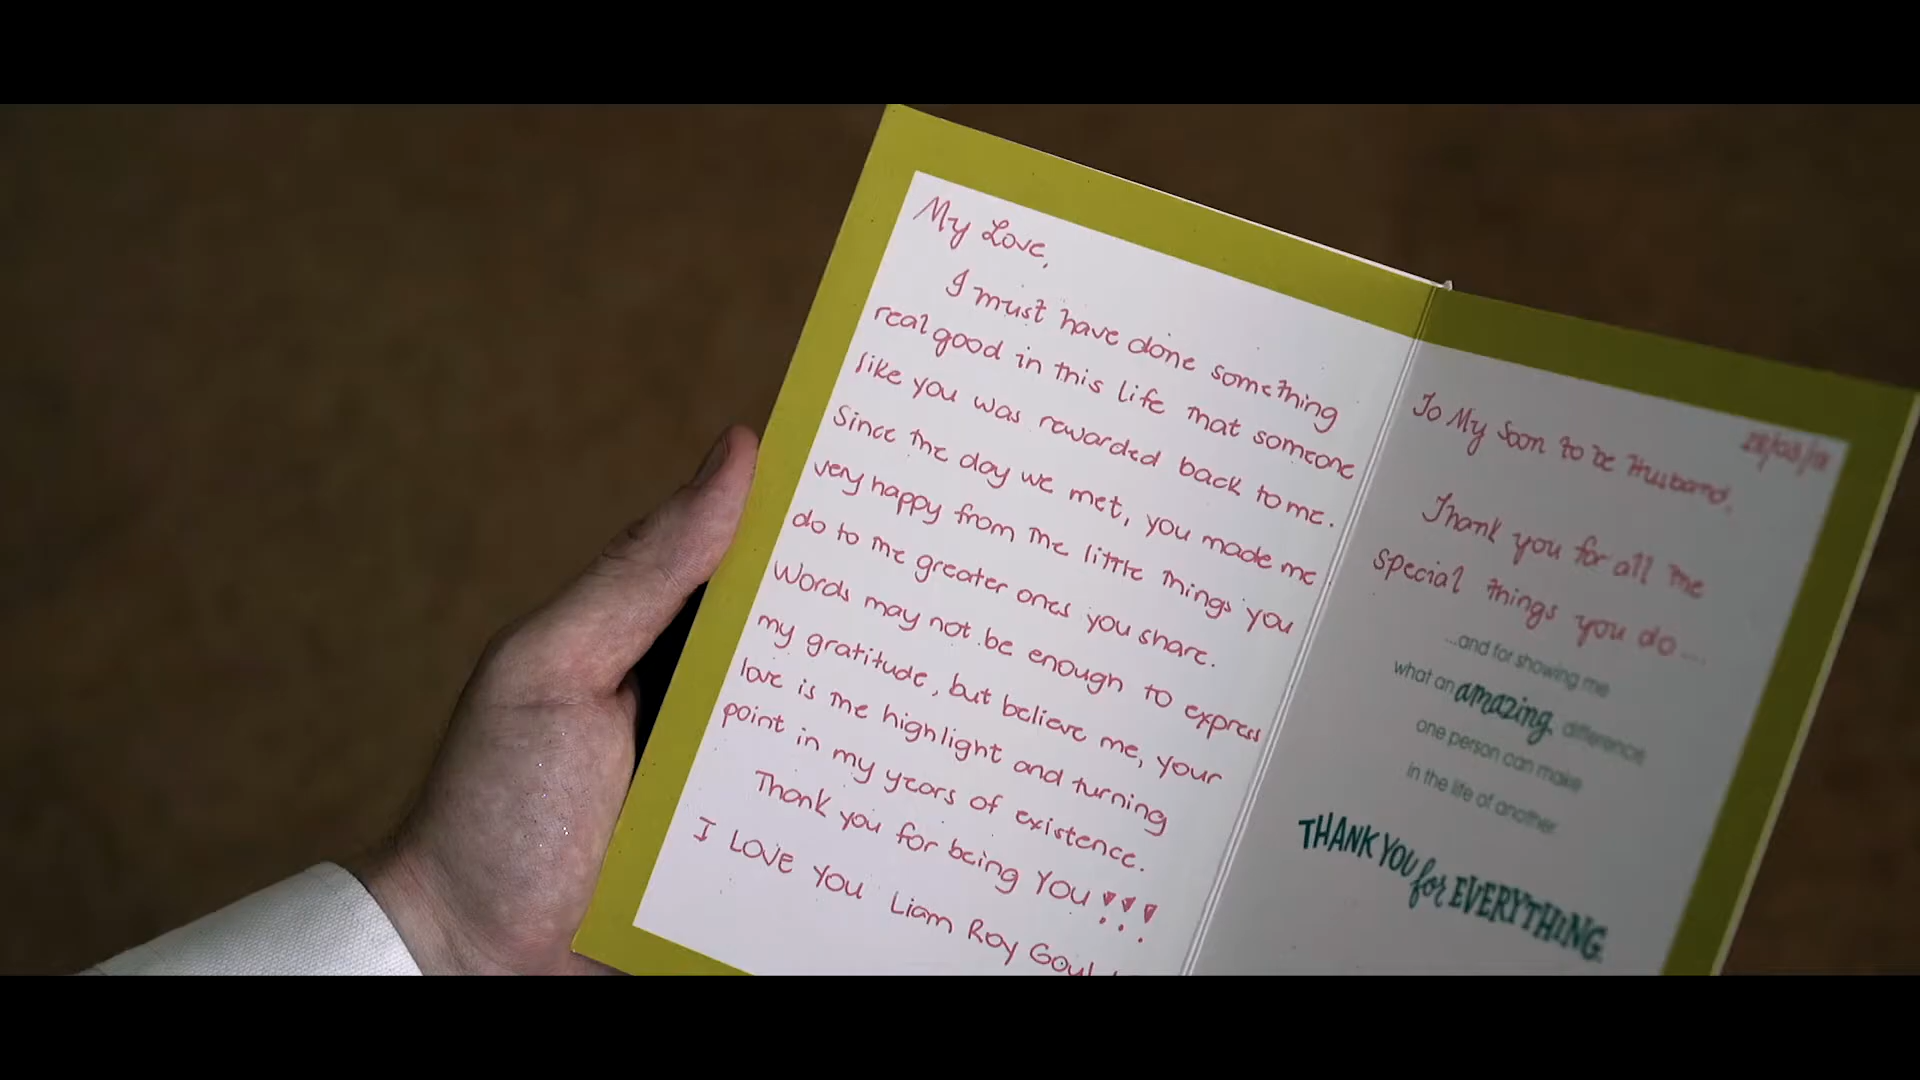 My Love,
I must have done something
real good in this life that someone
like you was rewarded back to me.
Since the day we met, you made me
very happy from the little things you
do to the greater ones you share.
Words may not be enough to express
my gratitude, but believe me, your
love is the highlight and turning
point in my years of existence.
Thank you for being YOU!!!
I LOVE YOU Liam Roy
To My Soon to be Husband,
Thank you for all the
special things you do...
...and for showing me
what an amazing difference
one person can make
in the life of another.
THANK YOU for EVERYTHING.